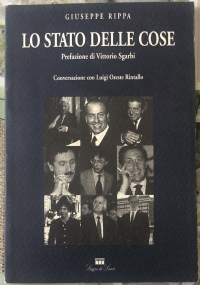 GIUSEPPE RIPPA
LO STATO DELLE COSE
Prefazione di Vittorio Sgarbi
Conversazione con Luigi Oreste Rintallo